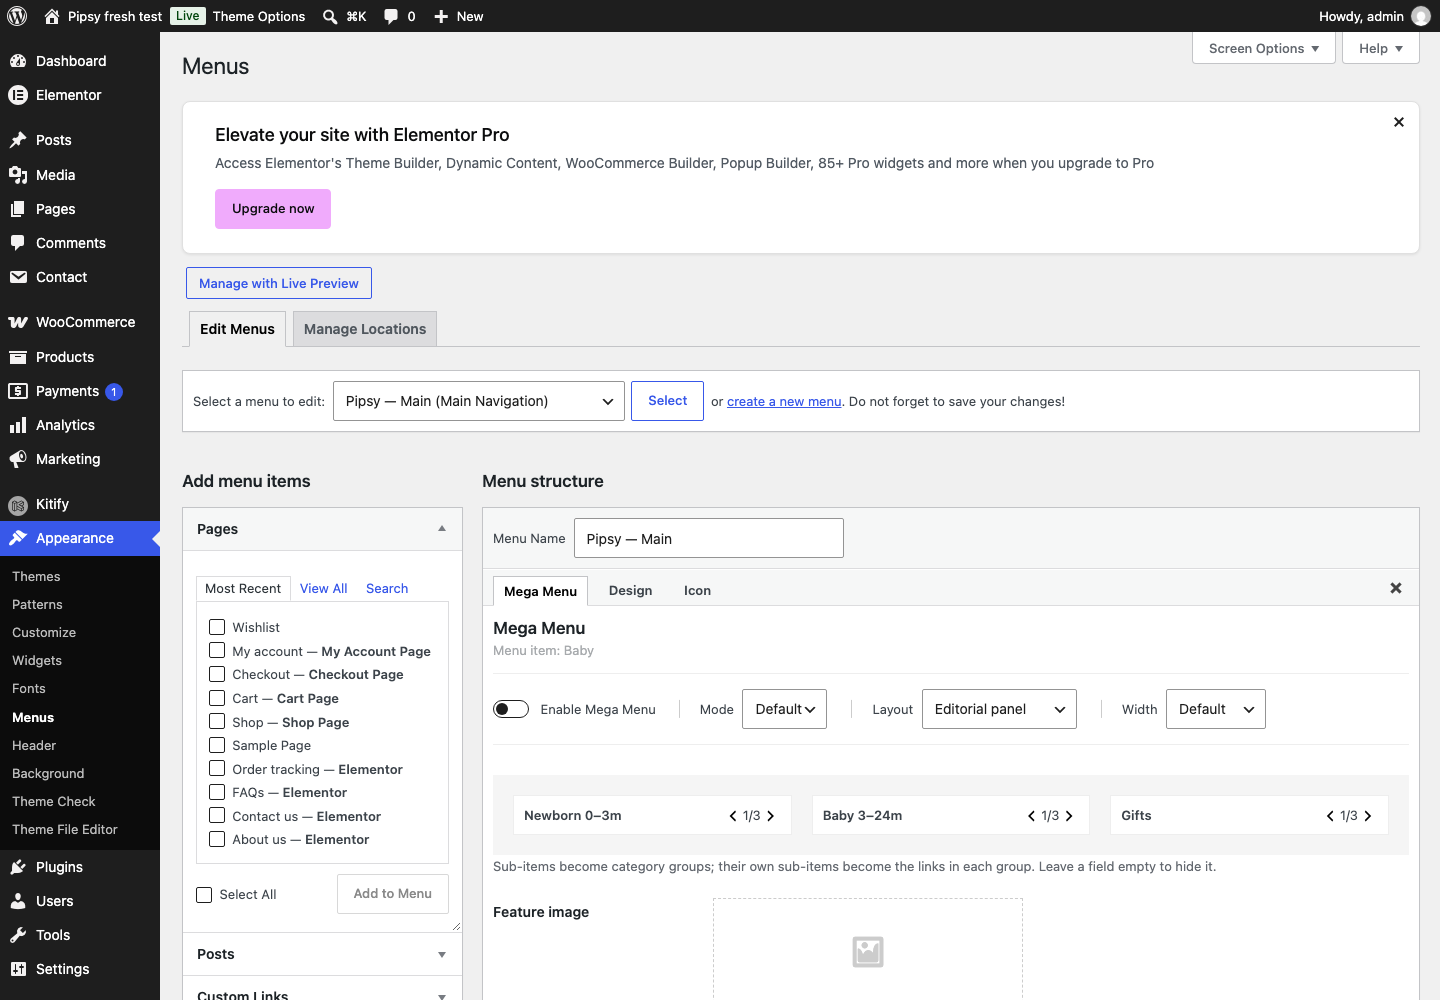 Pipsy fresh test Live Theme Options ⌘K 0 New Howdy, admin
Screen Options Help
Dashboard
Elementor
Posts
Media
Pages
Comments
Contact
WooCommerce
Products
Payments 1
Analytics
Marketing
Kitify
Appearance
Themes
Patterns
Customize
Widgets
Fonts
Menus
Header
Background
Theme Check
Theme File Editor
Plugins
Users
Tools
Settings
Menus
Elevate your site with Elementor Pro
Access Elementor's Theme Builder, Dynamic Content, WooCommerce Builder, Popup Builder, 85+ Pro widgets and more when you upgrade to Pro
Upgrade now
Manage with Live Preview
Edit Menus Manage Locations
Select a menu to edit: Pipsy — Main (Main Navigation) Select or create a new menu. Do not forget to save your changes!
Add menu items
Pages
Most Recent View All Search
Wishlist
My account — My Account Page
Checkout — Checkout Page
Cart — Cart Page
Shop — Shop Page
Sample Page
Order tracking — Elementor
FAQs — Elementor
Contact us — Elementor
About us — Elementor
Select All Add to Menu
Posts
Custom Links
Menu structure
Menu Name Pipsy — Main
Mega Menu Design Icon
Mega Menu
Menu item: Baby
Enable Mega Menu Mode Default Layout Editorial panel Width Default
Newborn 0–3m 1/3 Baby 3–24m 1/3 Gifts 1/3
Sub-items become category groups; their own sub-items become the links in each group. Leave a field empty to hide it.
Feature image